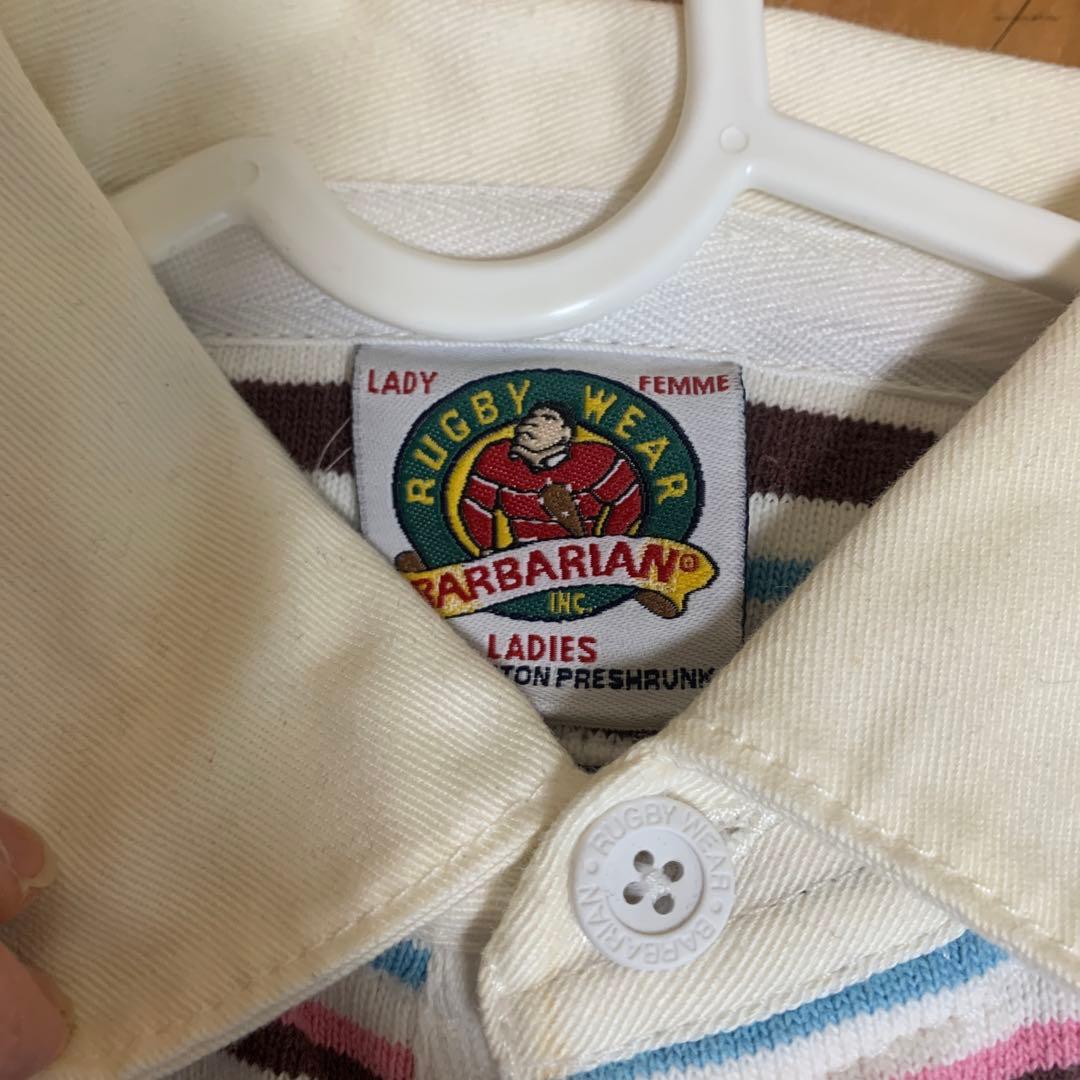 LADY FEMME
RUGBY WEAR
BARBARIAN®
INC.
LADIES
TON PRESHRUNK
RUGBY WEAR • BARBARIAN •